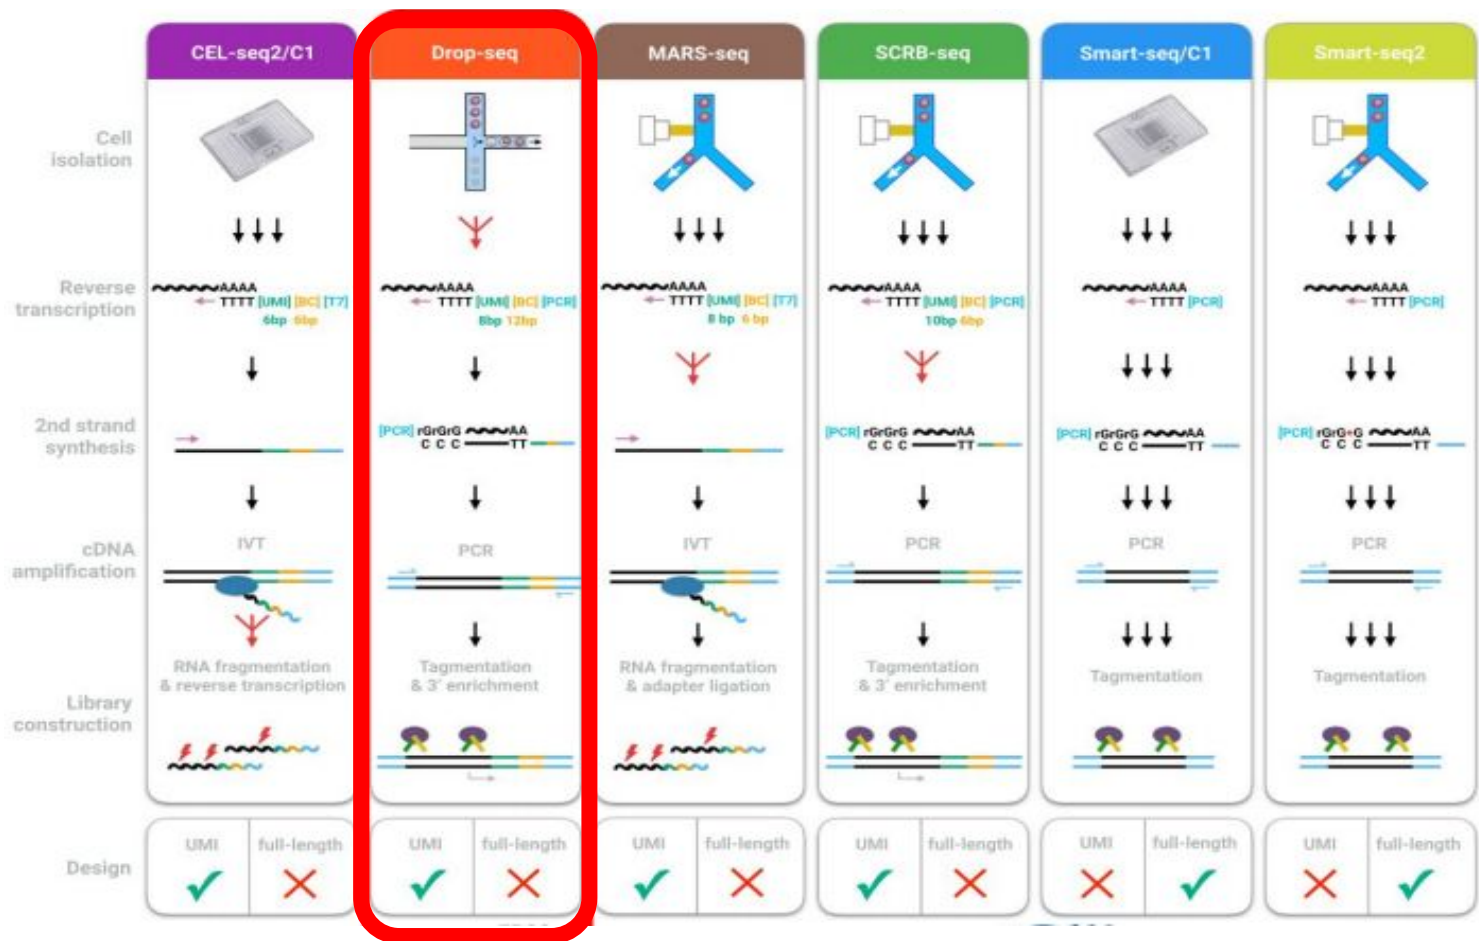 CEL-seq2/C1 Drop-seq MARS-seq SCRB-seq Smart-seq/C1 Smart-seq2
Cell
isolation
Reverse
transcription
AAAA AAAA AAAA AAAA AAAA AAAA
TTTT [UMI] [BC] [T7] TTTT [UMI] [BC] [PCR] TTTT [UMI] [BC] [T7] TTTT [UMI] [BC] [PCR] TTTT [PCR] TTTT [PCR]
6bp 6bp 8bp 12bp 8 bp 6 bp 10bp 6bp
2nd strand
synthesis
[PCR] rGrGrG AA [PCR] rGrGrG AA [PCR] rGrGrG AA [PCR] rGrG+G AA
C C C TT C C C TT C C C TT C C C TT
cDNA
amplification
IVT PCR IVT PCR PCR PCR
Library
construction
RNA fragmentation
& reverse transcription
Tagmentation
& 3' enrichment
RNA fragmentation
& adapter ligation
Tagmentation
& 3' enrichment
Tagmentation
Tagmentation
Design
UMI full-length UMI full-length UMI full-length UMI full-length UMI full-length UMI full-length